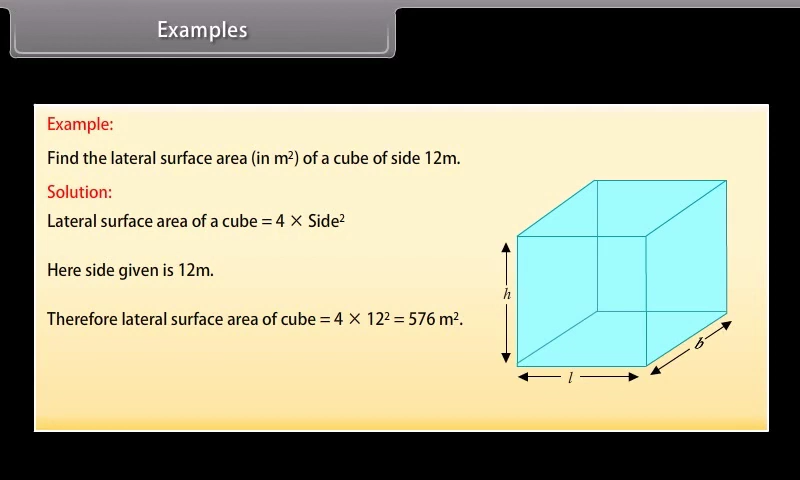 Examples
Example:
Find the lateral surface area (in m²) of a cube of side 12m.
Solution:
Lateral surface area of a cube = 4 × Side²
Here side given is 12m.
Therefore lateral surface area of cube = 4 × 12² = 576 m².
h
l
b